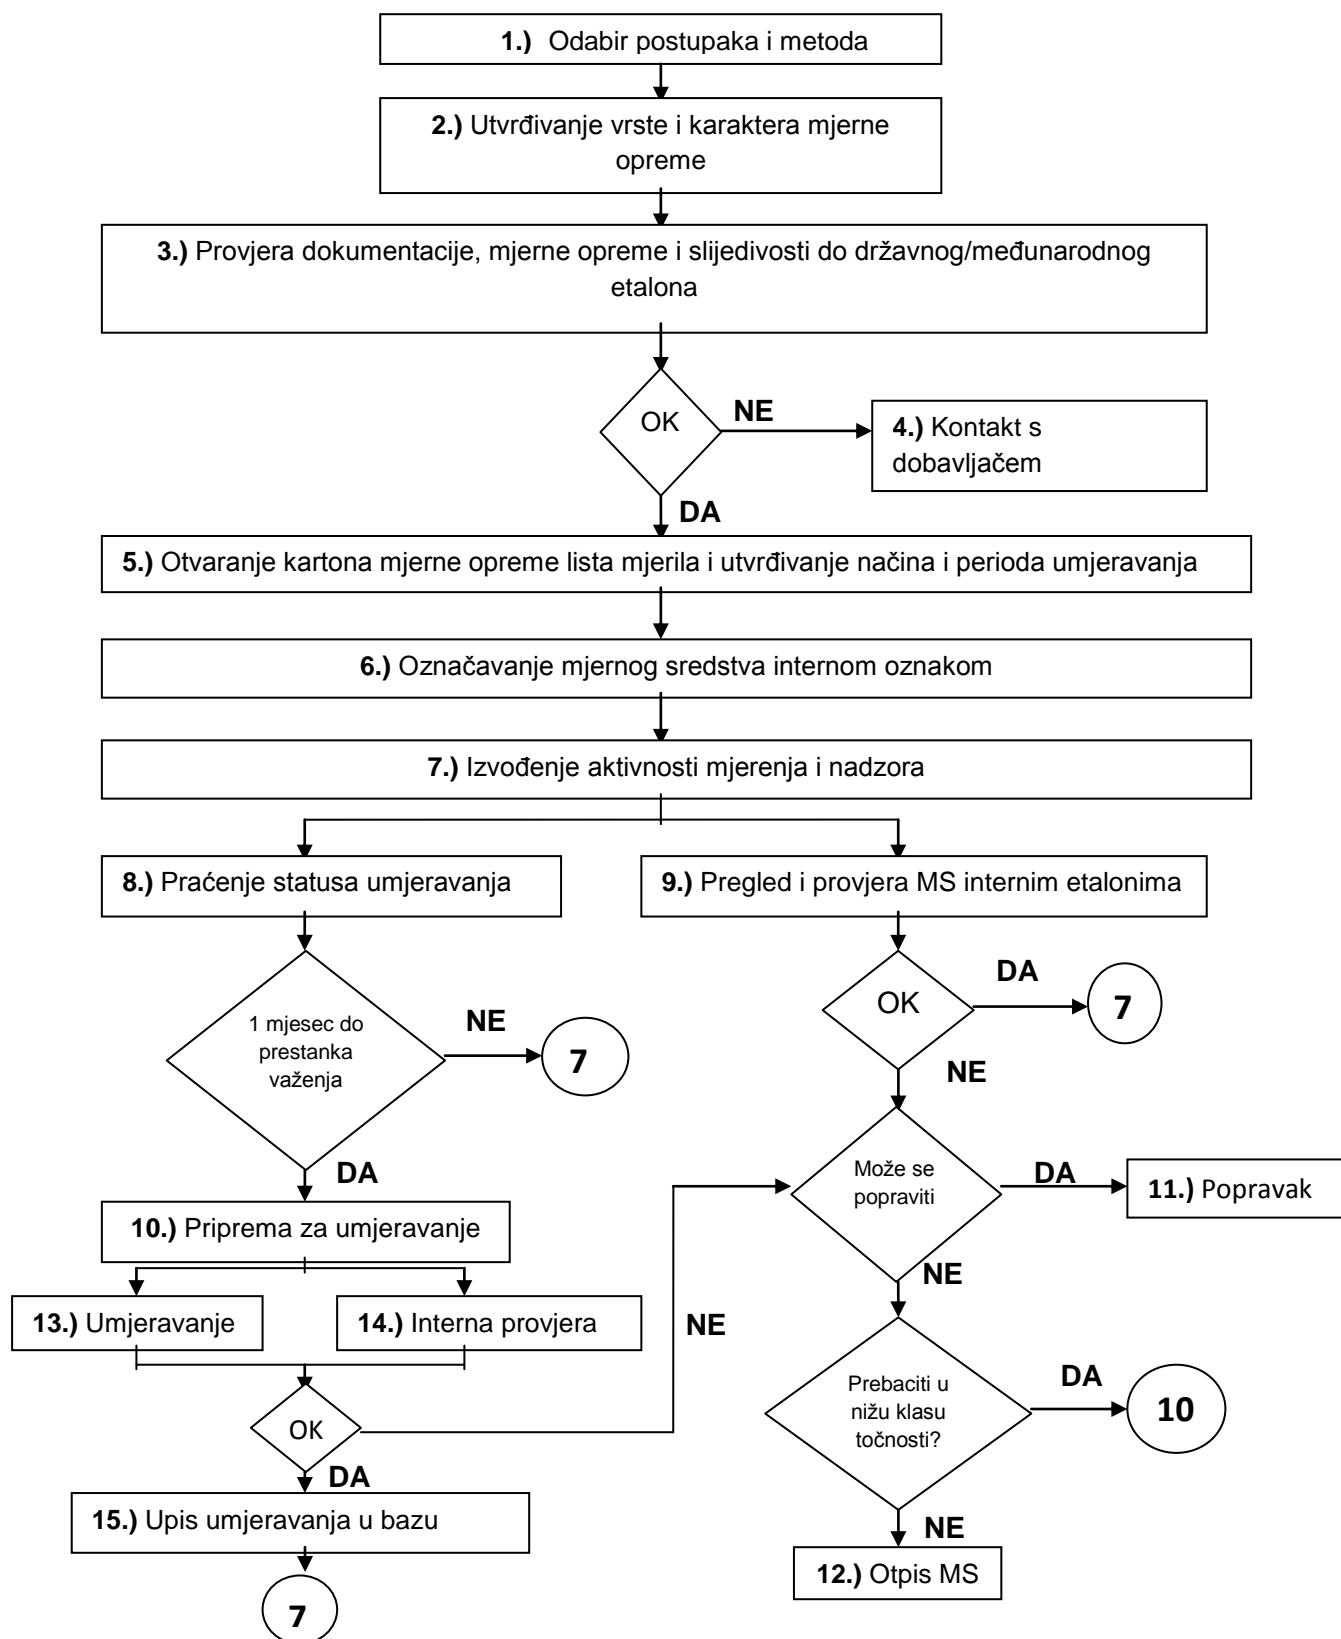 1.) Odabir postupaka i metoda
2.) Utvrđivanje vrste i karaktera mjerne
opreme
3.) Provjera dokumentacije, mjerne opreme i slijedivosti do državnog/međunarodnog
etalona
OK
NE
4.) Kontakt s
dobavljačem
DA
5.) Otvaranje kartona mjerne opreme lista mjerila i utvrđivanje načina i perioda umjeravanja
6.) Označavanje mjernog sredstva internom oznakom
7.) Izvođenje aktivnosti mjerenja i nadzora
8.) Praćenje statusa umjeravanja
9.) Pregled i provjera MS internim etalonima
1 mjesec do
prestanka
važenja
NE
7
OK
DA
7
NE
DA
Može se
popraviti
DA
11.) Popravak
10.) Priprema za umjeravanje
NE
13.) Umjeravanje
14.) Interna provjera
NE
Prebaciti u
nižu klasu
točnosti?
DA
10
OK
DA
15.) Upis umjeravanja u bazu
NE
12.) Otpis MS
7